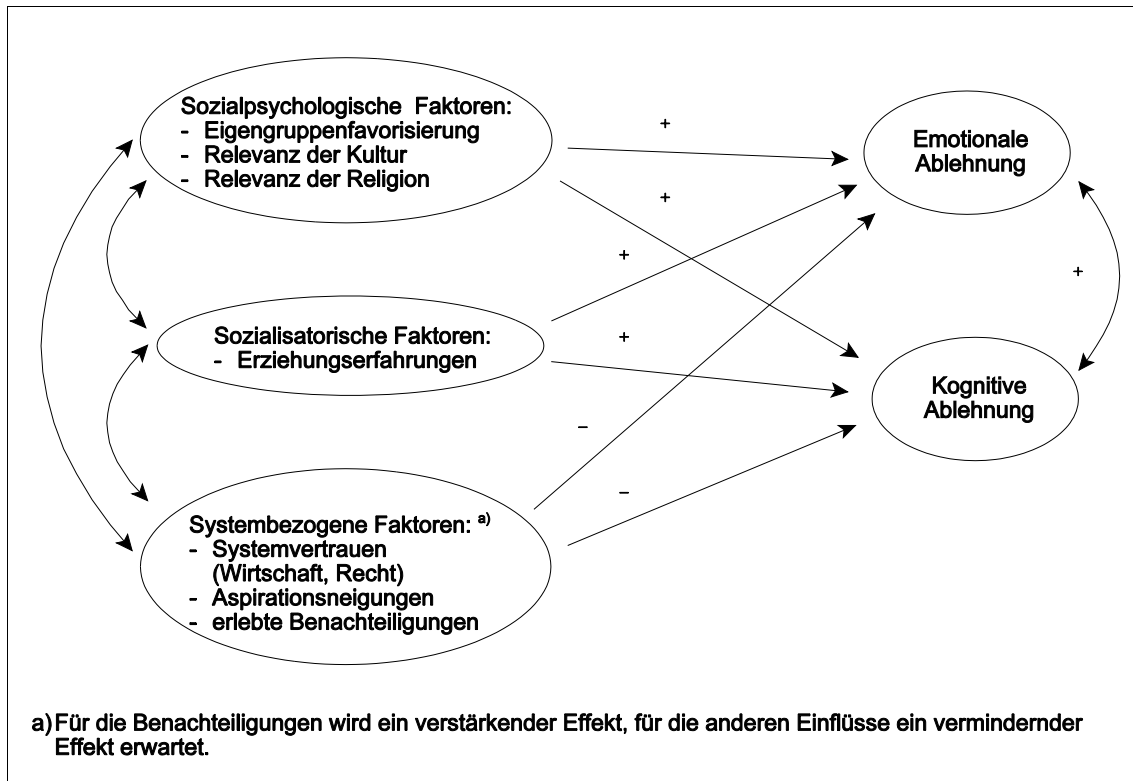 Sozialpsychologische Faktoren:
- Eigengruppenfavorisierung
- Relevanz der Kultur
- Relevanz der Religion
+
Emotionale
Ablehnung
+
+
+
Sozialisatorische Faktoren:
- Erziehungserfahrungen
+
Kognitive
Ablehnung
–
–
Systembezogene Faktoren: a)
- Systemvertrauen
(Wirtschaft, Recht)
- Aspirationsneigungen
- erlebte Benachteiligungen
a) Für die Benachteiligungen wird ein verstärkender Effekt, für die anderen Einflüsse ein vermindernder
Effekt erwartet.